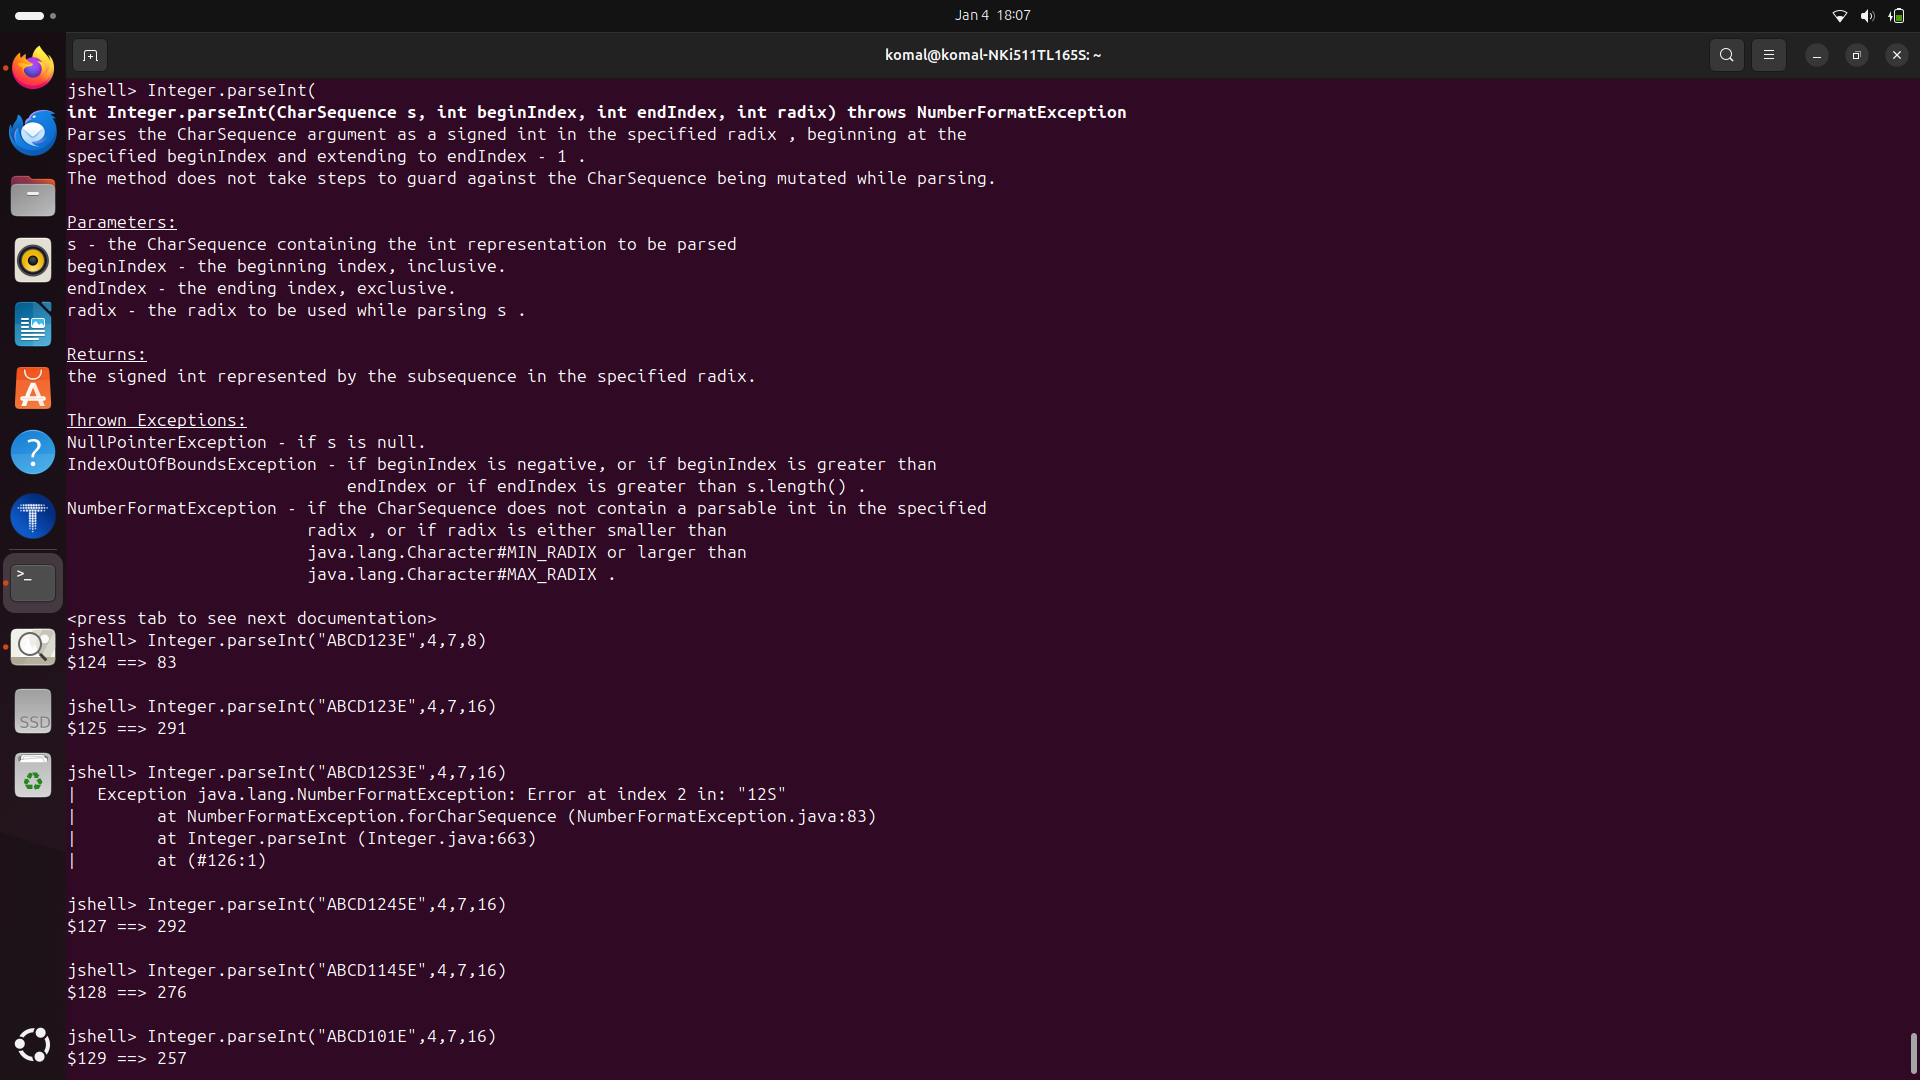 Jan 4 18:07
komal@komal-NKi511TL165S: ~
jshell> Integer.parseInt(
int Integer.parseInt(CharSequence s, int beginIndex, int endIndex, int radix) throws NumberFormatException
Parses the CharSequence argument as a signed int in the specified radix , beginning at the
specified beginIndex and extending to endIndex - 1 .
The method does not take steps to guard against the CharSequence being mutated while parsing.
Parameters:
s - the CharSequence containing the int representation to be parsed
beginIndex - the beginning index, inclusive.
endIndex - the ending index, exclusive.
radix - the radix to be used while parsing s .
Returns:
the signed int represented by the subsequence in the specified radix.
Thrown Exceptions:
NullPointerException - if s is null.
IndexOutOfBoundsException - if beginIndex is negative, or if beginIndex is greater than
endIndex or if endIndex is greater than s.length() .
NumberFormatException - if the CharSequence does not contain a parsable int in the specified
radix , or if radix is either smaller than
java.lang.Character#MIN_RADIX or larger than
java.lang.Character#MAX_RADIX .
<press tab to see next documentation>
jshell> Integer.parseInt("ABCD123E",4,7,8)
$124 ==> 83
jshell> Integer.parseInt("ABCD123E",4,7,16)
$125 ==> 291
jshell> Integer.parseInt("ABCD12S3E",4,7,16)
|  Exception java.lang.NumberFormatException: Error at index 2 in: "12S"
|        at NumberFormatException.forCharSequence (NumberFormatException.java:83)
|        at Integer.parseInt (Integer.java:663)
|        at (#126:1)
jshell> Integer.parseInt("ABCD1245E",4,7,16)
$127 ==> 292
jshell> Integer.parseInt("ABCD1145E",4,7,16)
$128 ==> 276
jshell> Integer.parseInt("ABCD101E",4,7,16)
$129 ==> 257
SSD